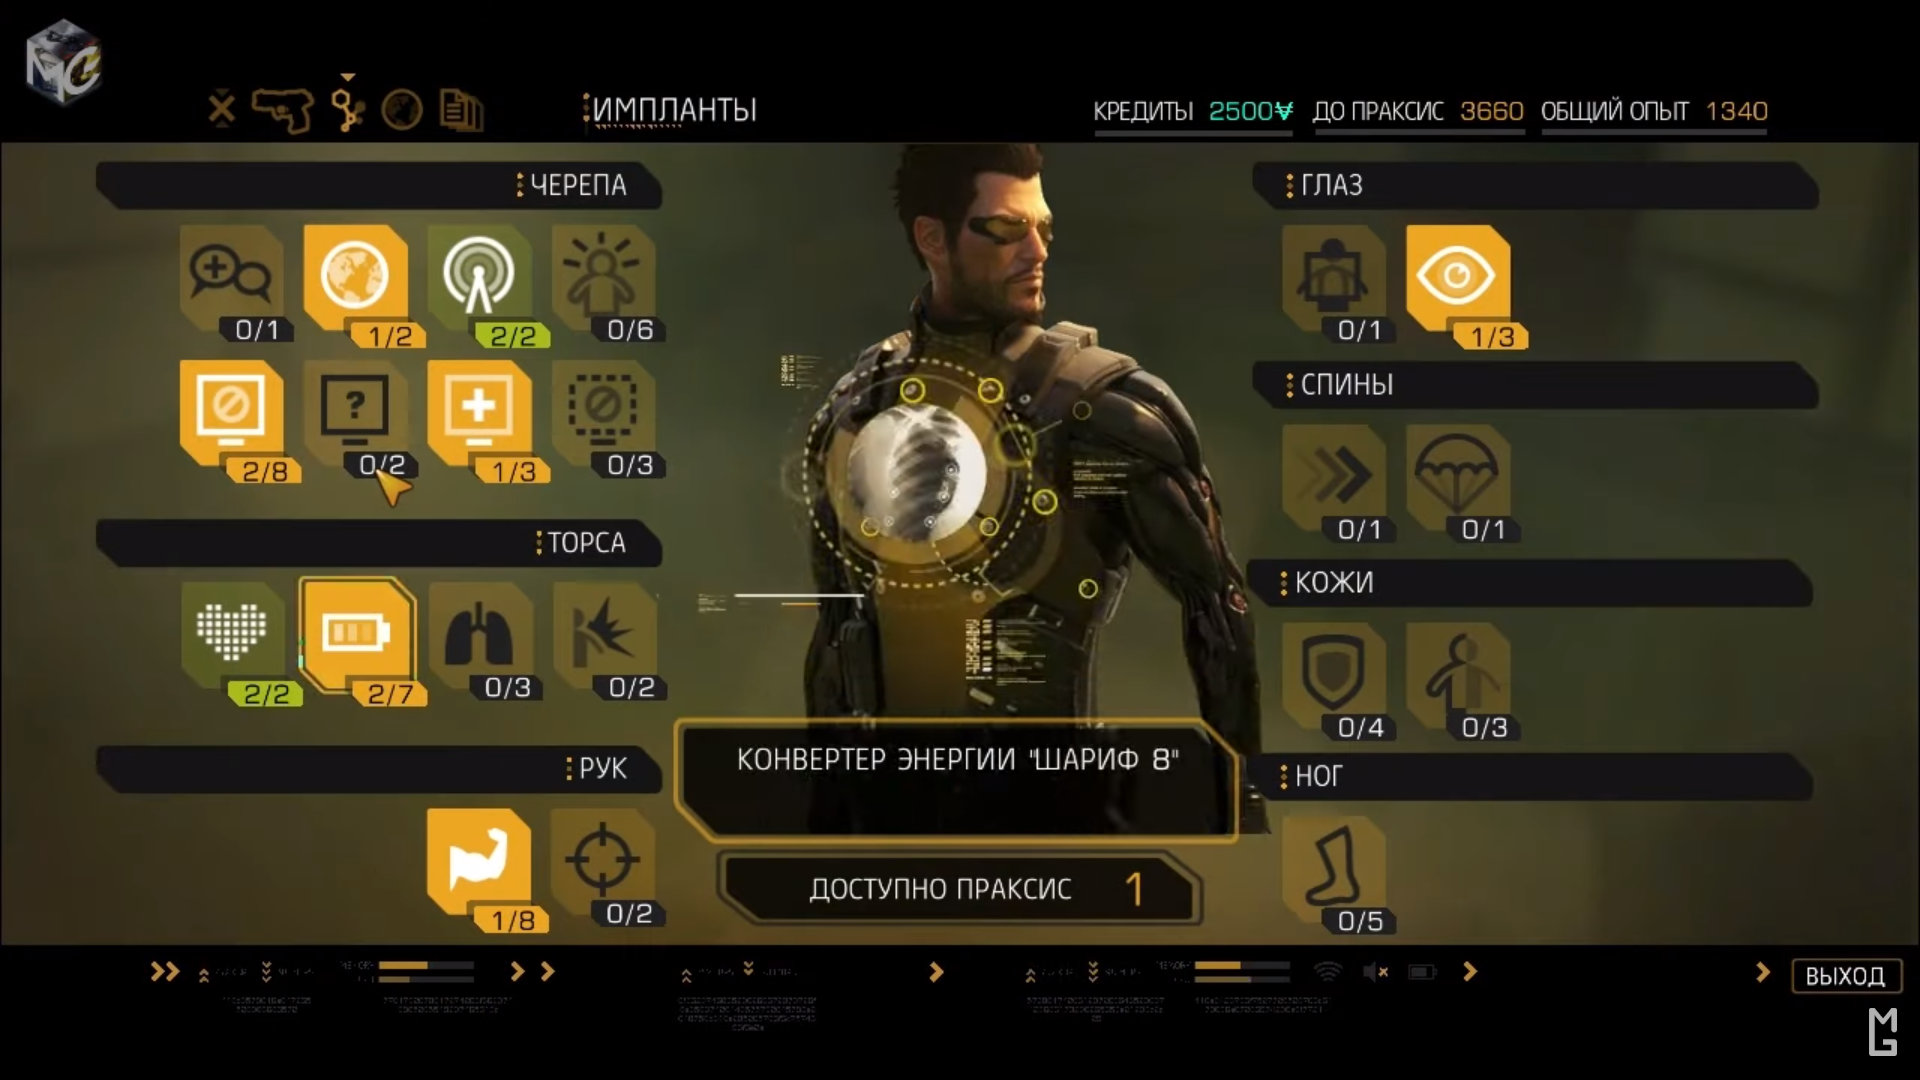 MG
ИМПЛАНТЫ
КРЕДИТЫ 2500 ДО ПРАКСИС 3660 ОБЩИЙ ОПЫТ 1340
ЧЕРЕПА
0/1 1/2 2/2 0/6
2/8 ? 0/2 1/3 0/3
ТОРСА
2/2 2/7 0/3 0/2
РУК
1/8 0/2
ГЛАЗ
0/1 1/3
СПИНЫ
0/1 0/1
КОЖИ
0/4 0/3
НОГ
0/5
КОНВЕРТЕР ЭНЕРГИИ "ШАРИФ 8"
ДОСТУПНО ПРАКСИС 1
ВЫХОД
MG